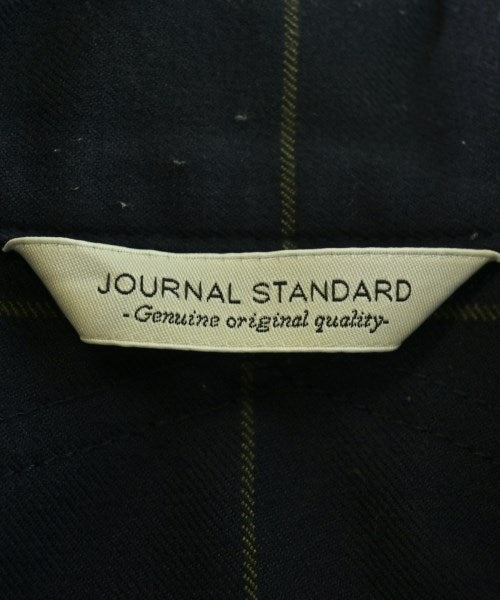 JOURNAL STANDARD
-Genuine original quality-